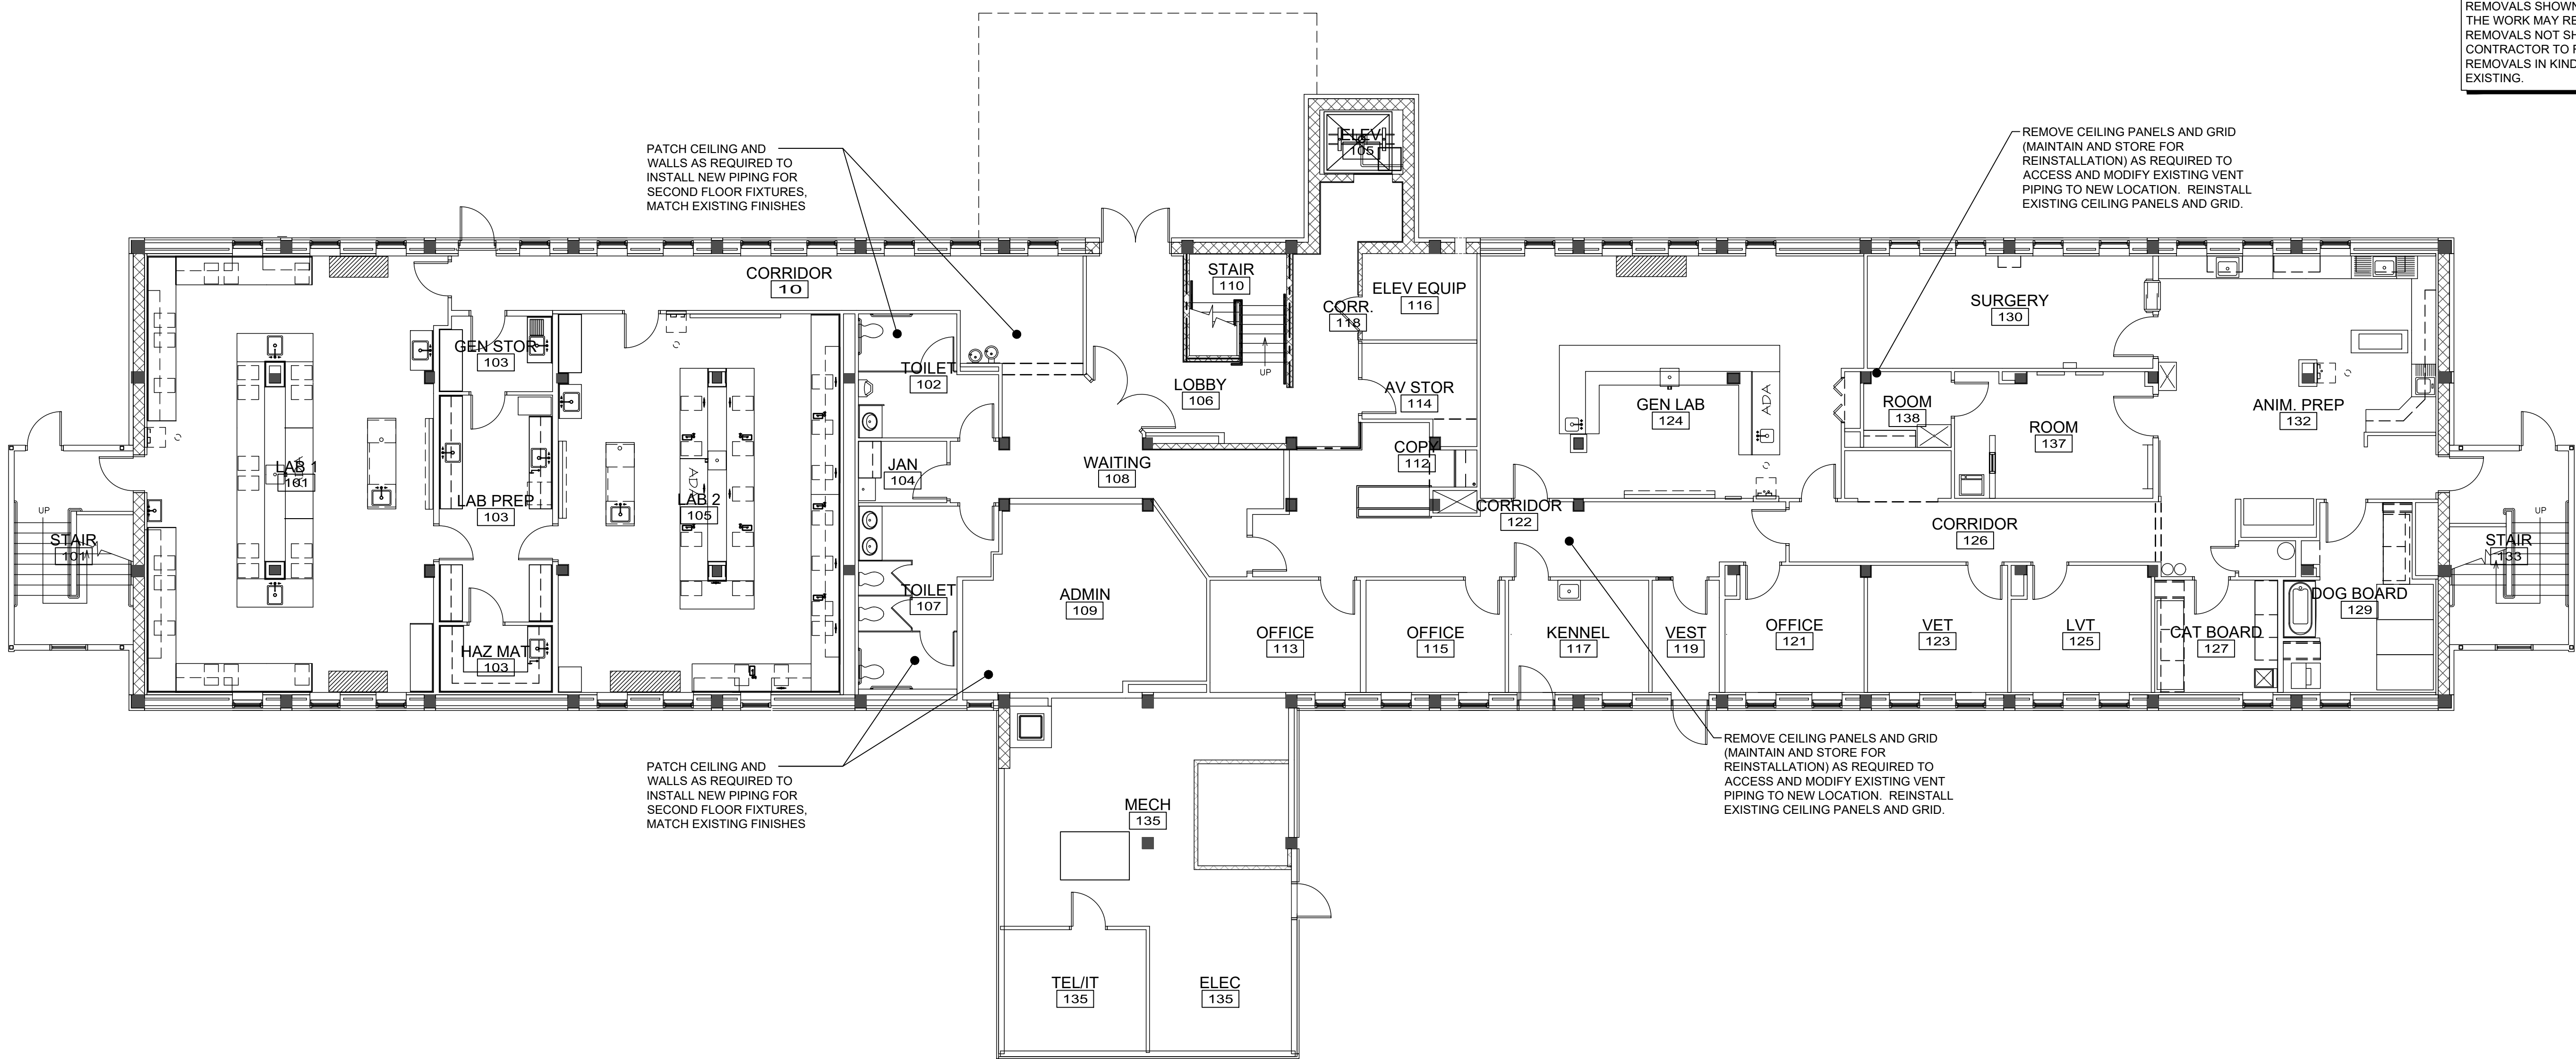 REMOVALS SHOWN
THE WORK MAY RE
REMOVALS NOT SH
CONTRACTOR TO
REMOVALS IN KIND
EXISTING.
PATCH CEILING AND
WALLS AS REQUIRED TO
INSTALL NEW PIPING FOR
SECOND FLOOR FIXTURES,
MATCH EXISTING FINISHES
REMOVE CEILING PANELS AND GRID
(MAINTAIN AND STORE FOR
REINSTALLATION) AS REQUIRED TO
ACCESS AND MODIFY EXISTING VENT
PIPING TO NEW LOCATION. REINSTALL
EXISTING CEILING PANELS AND GRID.
ELEV
105
CORRIDOR
10
STAIR
110
ELEV EQUIP
116
CORR.
118
SURGERY
130
GEN STOR
103
TOILET
102
UP
LOBBY
106
AV STOR
114
GEN LAB
124
ADA
ROOM
138
ROOM
137
ANIM. PREP
132
LAB 1
101
ADA
JAN
104
WAITING
108
COPY
112
LAB PREP
103
LAB 2
105
ADA
CORRIDOR
122
CORRIDOR
126
UP
STAIR
101
UP
STAIR
133
TOILET
107
ADMIN
109
DOG BOARD
129
HAZ MAT
103
OFFICE
113
OFFICE
115
KENNEL
117
VEST
119
OFFICE
121
VET
123
LVT
125
CAT BOARD
127
PATCH CEILING AND
WALLS AS REQUIRED TO
INSTALL NEW PIPING FOR
SECOND FLOOR FIXTURES,
MATCH EXISTING FINISHES
REMOVE CEILING PANELS AND GRID
(MAINTAIN AND STORE FOR
REINSTALLATION) AS REQUIRED TO
ACCESS AND MODIFY EXISTING VENT
PIPING TO NEW LOCATION. REINSTALL
EXISTING CEILING PANELS AND GRID.
MECH
135
TEL/IT
135
ELEC
135